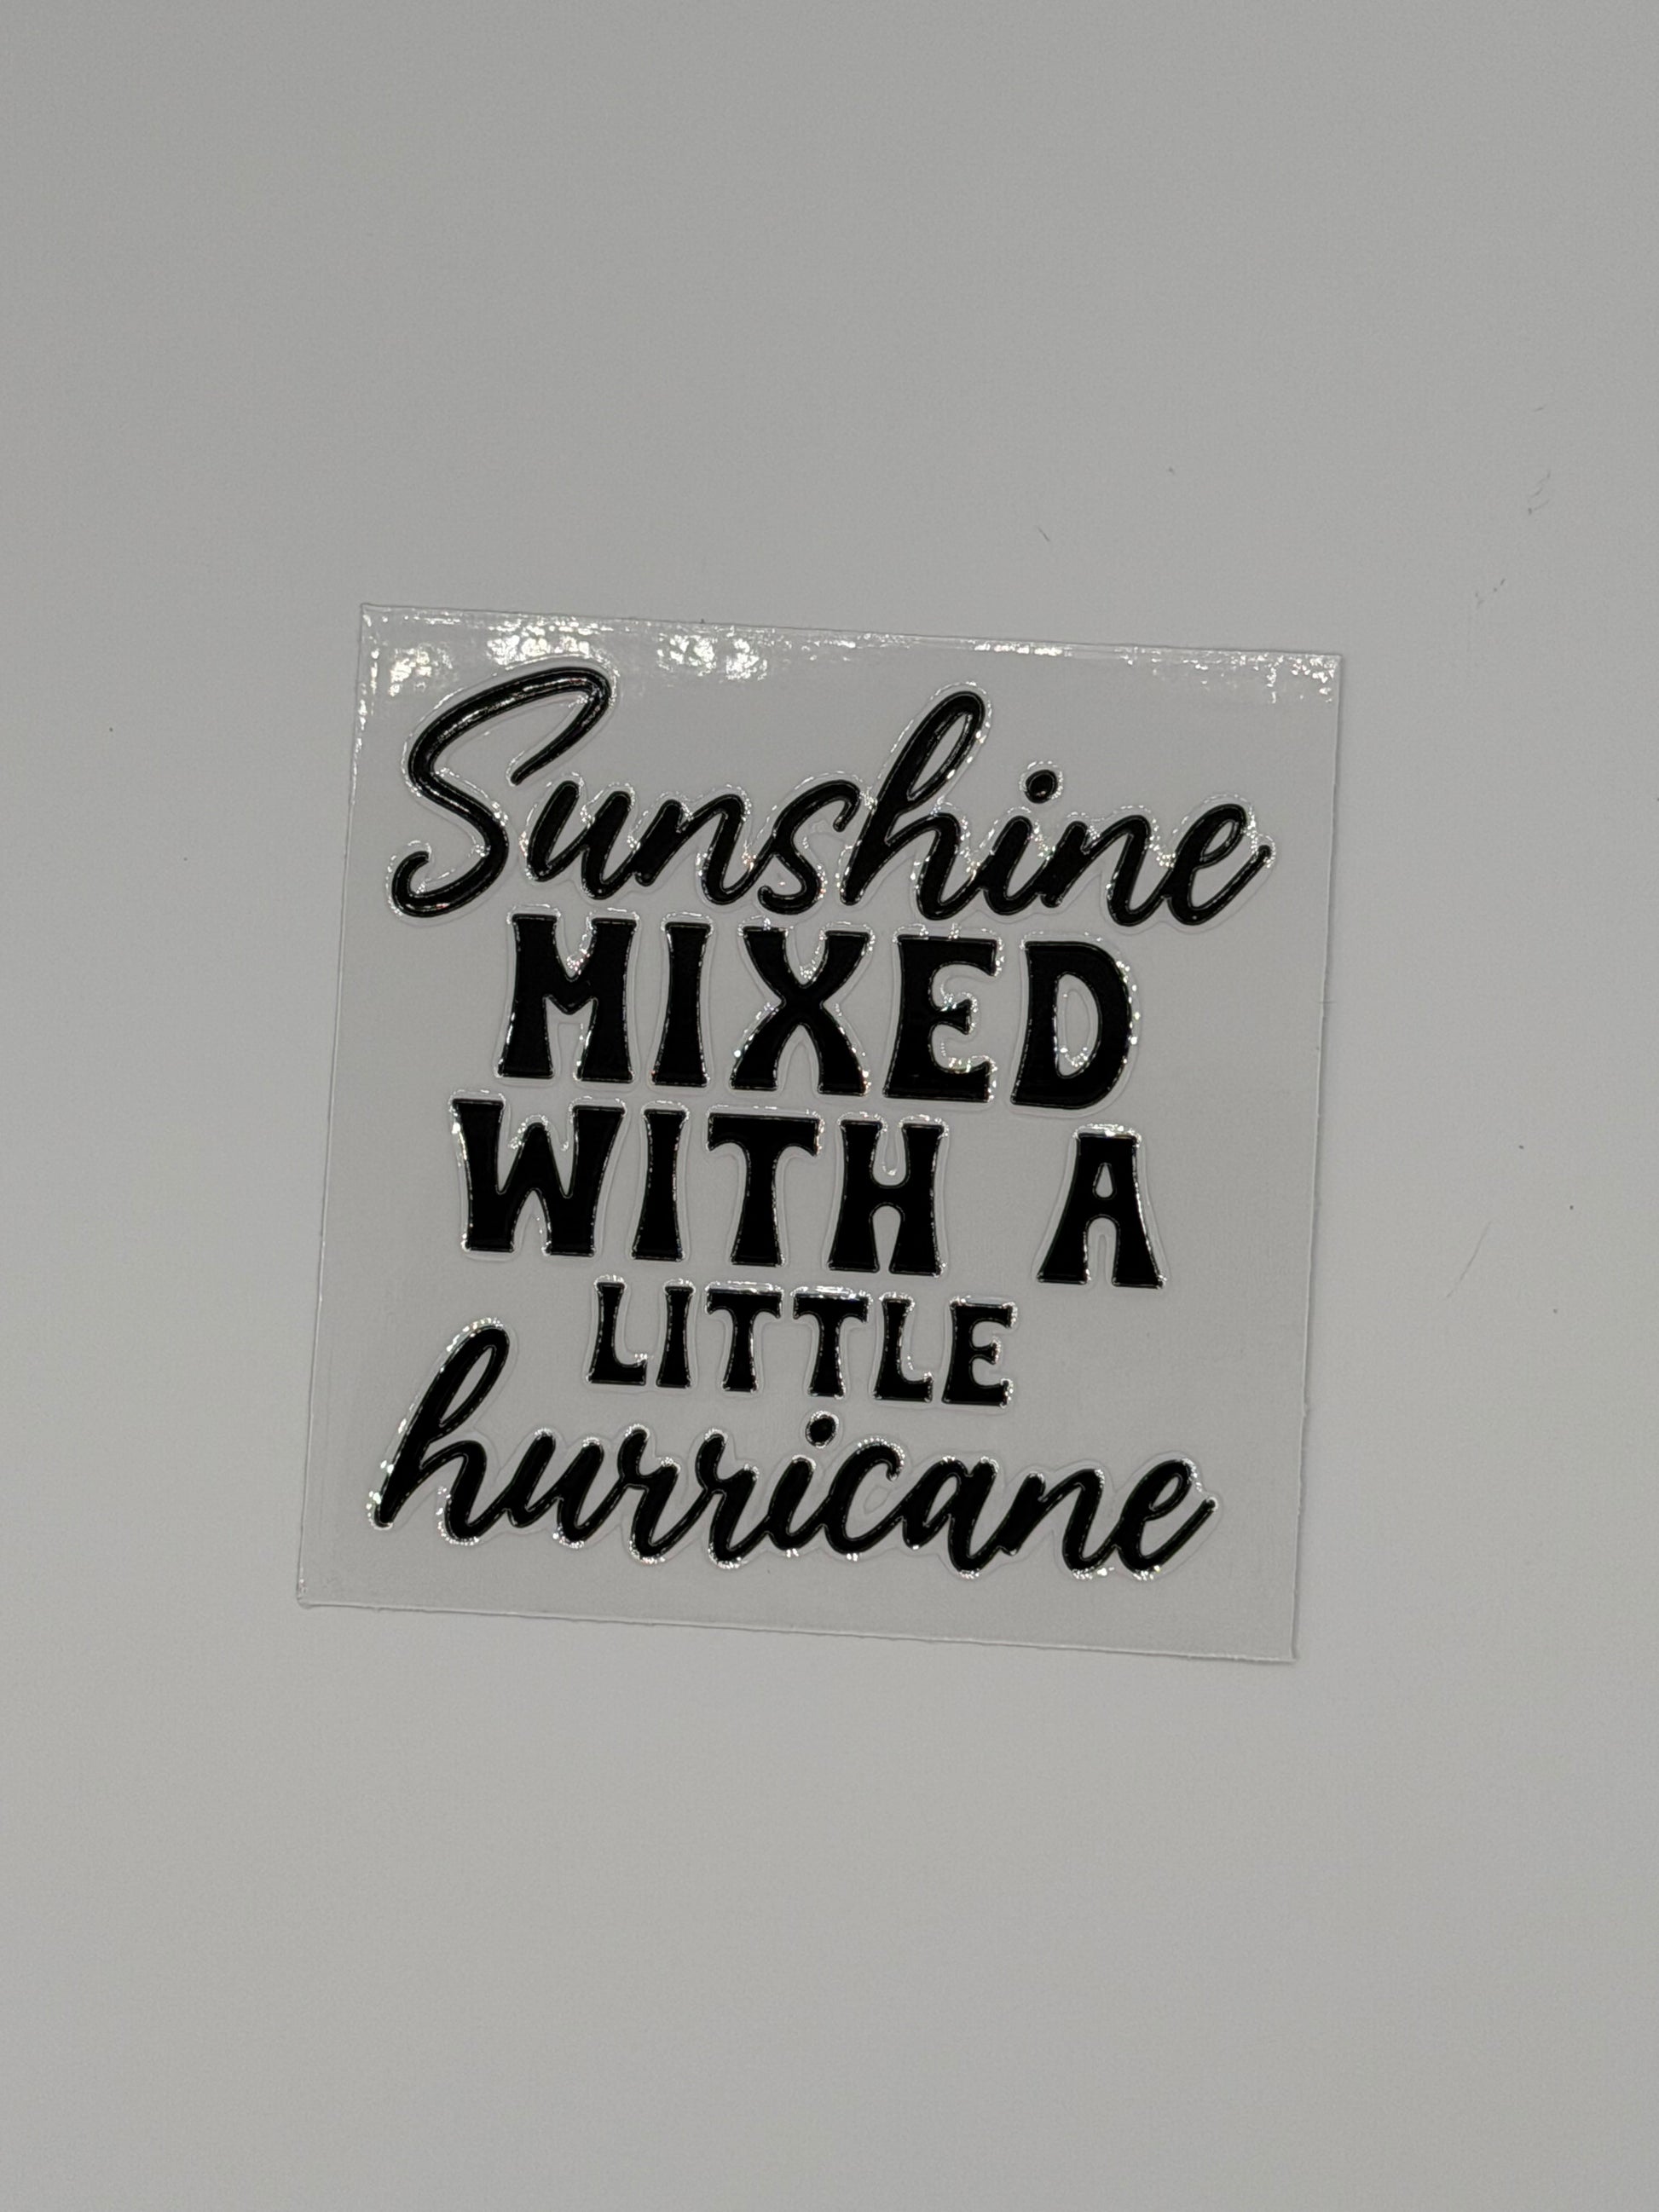 Sunshine
MIXED
WITH A
LITTLE
hurricane